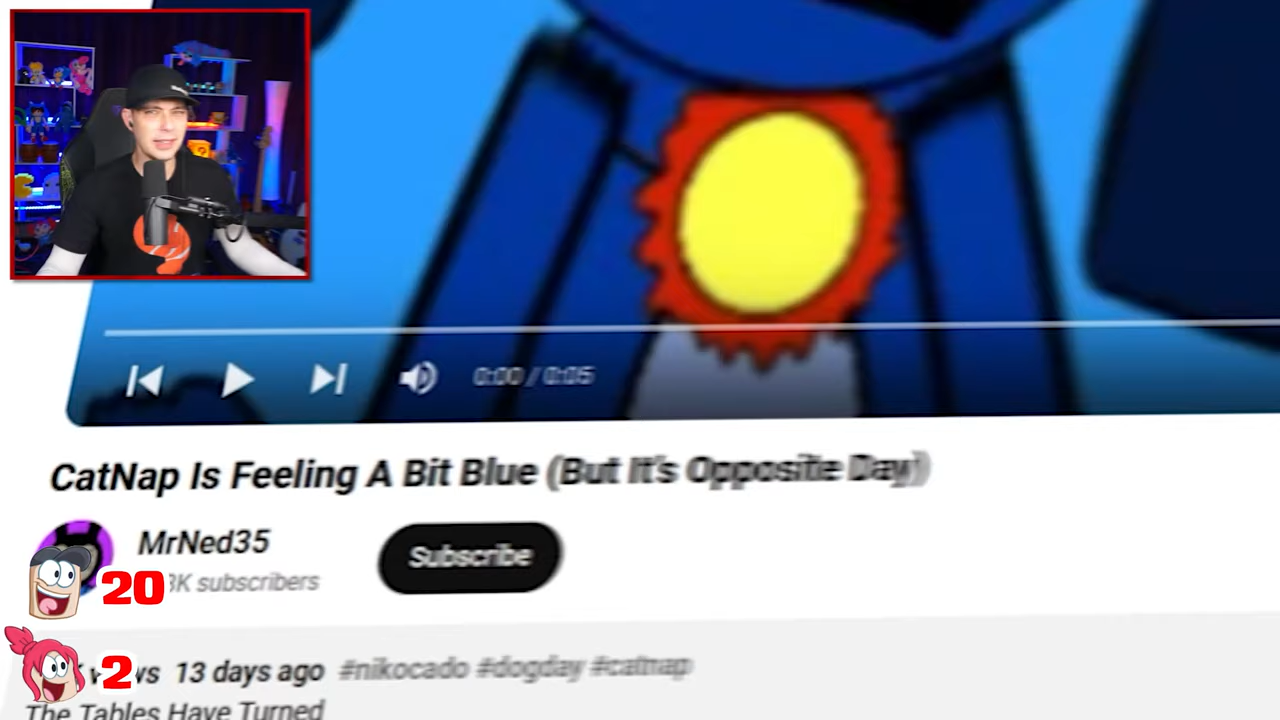 0:00 / 0:05
CatNap Is Feeling A Bit Blue (But It's Opposite Day)
MrNed35
Subscribe
20 3K subscribers
2 13 days ago #nikocado #dogday #catnap
The Tables Have Turned